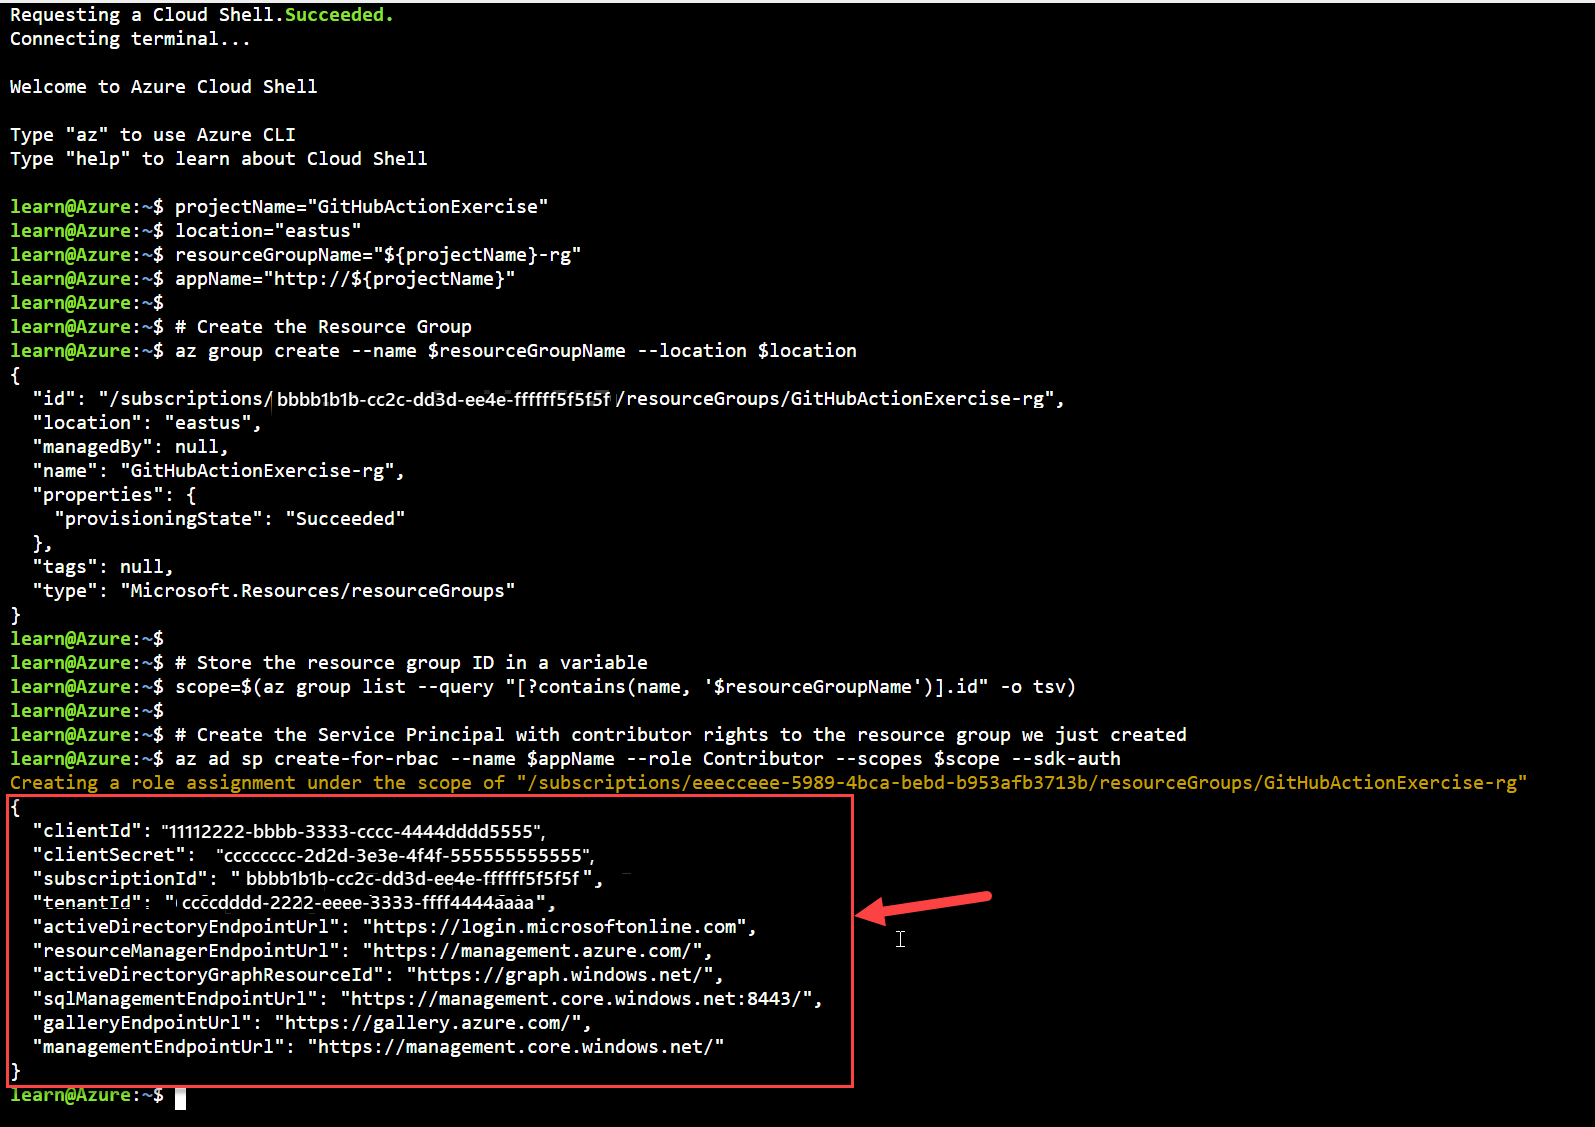 Requesting a Cloud Shell.Succeeded.
Connecting terminal...
Welcome to Azure Cloud Shell
Type "az" to use Azure CLI
Type "help" to learn about Cloud Shell
learn@Azure:~$ projectName="GitHubActionExercise"
learn@Azure:~$ location="eastus"
learn@Azure:~$ resourceGroupName="${projectName}-rg"
learn@Azure:~$ appName="http://${projectName}"
learn@Azure:~$
learn@Azure:~$ # Create the Resource Group
learn@Azure:~$ az group create --name $resourceGroupName --location $location
{
  "id": "/subscriptions/bbbb1b1b-cc2c-dd3d-ee4e-ffffff5f5f5f/resourceGroups/GitHubActionExercise-rg",
  "location": "eastus",
  "managedBy": null,
  "name": "GitHubActionExercise-rg",
  "properties": {
    "provisioningState": "Succeeded"
  },
  "tags": null,
  "type": "Microsoft.Resources/resourceGroups"
}
learn@Azure:~$
learn@Azure:~$ # Store the resource group ID in a variable
learn@Azure:~$ scope=$(az group list --query "[?contains(name, '$resourceGroupName')].id" -o tsv)
learn@Azure:~$
learn@Azure:~$ # Create the Service Principal with contributor rights to the resource group we just created
learn@Azure:~$ az ad sp create-for-rbac --name $appName --role Contributor --scopes $scope --sdk-auth
Creating a role assignment under the scope of "/subscriptions/eeecceee-5989-4bca-bebd-b953afb3713b/resourceGroups/GitHubActionExercise-rg"
{
  "clientId": "11112222-bbbb-3333-cccc-4444dddd5555",
  "clientSecret": "cccccccc-2d2d-3e3e-4f4f-555555555555",
  "subscriptionId": "bbbb1b1b-cc2c-dd3d-ee4e-ffffff5f5f5f",
  "tenantId": "ccccdddd-2222-eeee-3333-ffff4444aaaa",
  "activeDirectoryEndpointUrl": "https://login.microsoftonline.com",
  "resourceManagerEndpointUrl": "https://management.azure.com/",
  "activeDirectoryGraphResourceId": "https://graph.windows.net/",
  "sqlManagementEndpointUrl": "https://management.core.windows.net:8443/",
  "galleryEndpointUrl": "https://gallery.azure.com/",
  "managementEndpointUrl": "https://management.core.windows.net/"
}
learn@Azure:~$